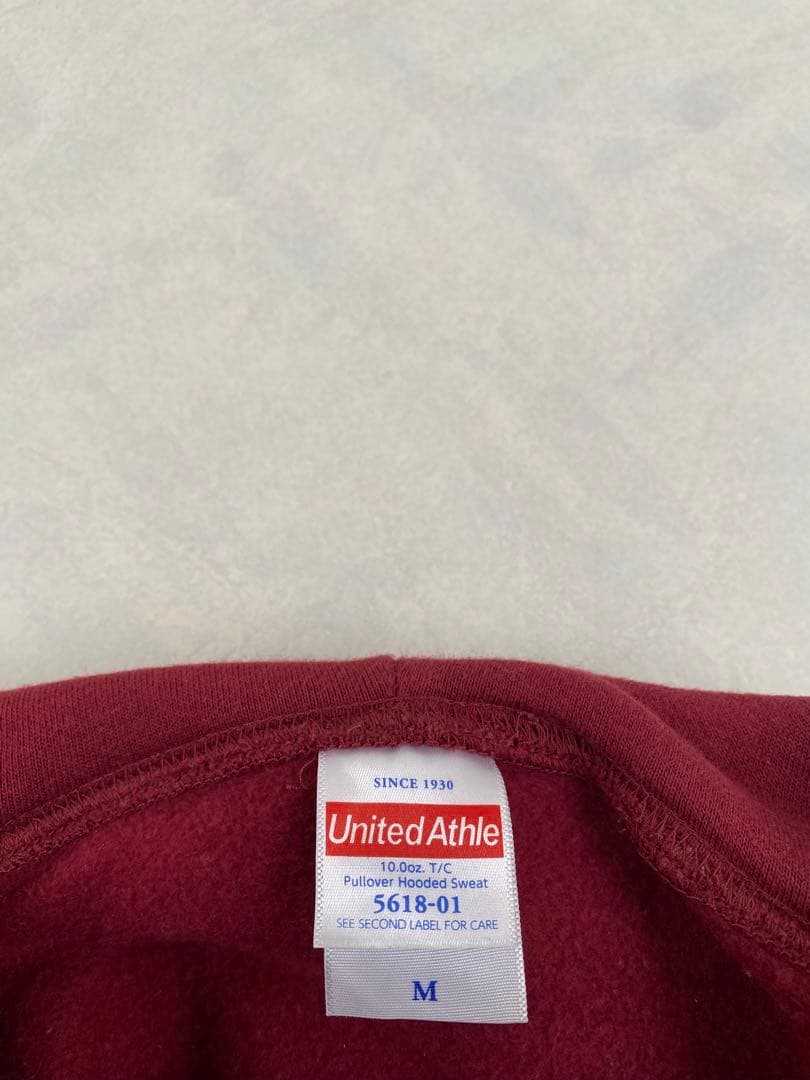 SINCE 1930
United Athle
10.0oz. T/C
Pullover Hooded Sweat
5618-01
SEE SECOND LABEL FOR CARE
M